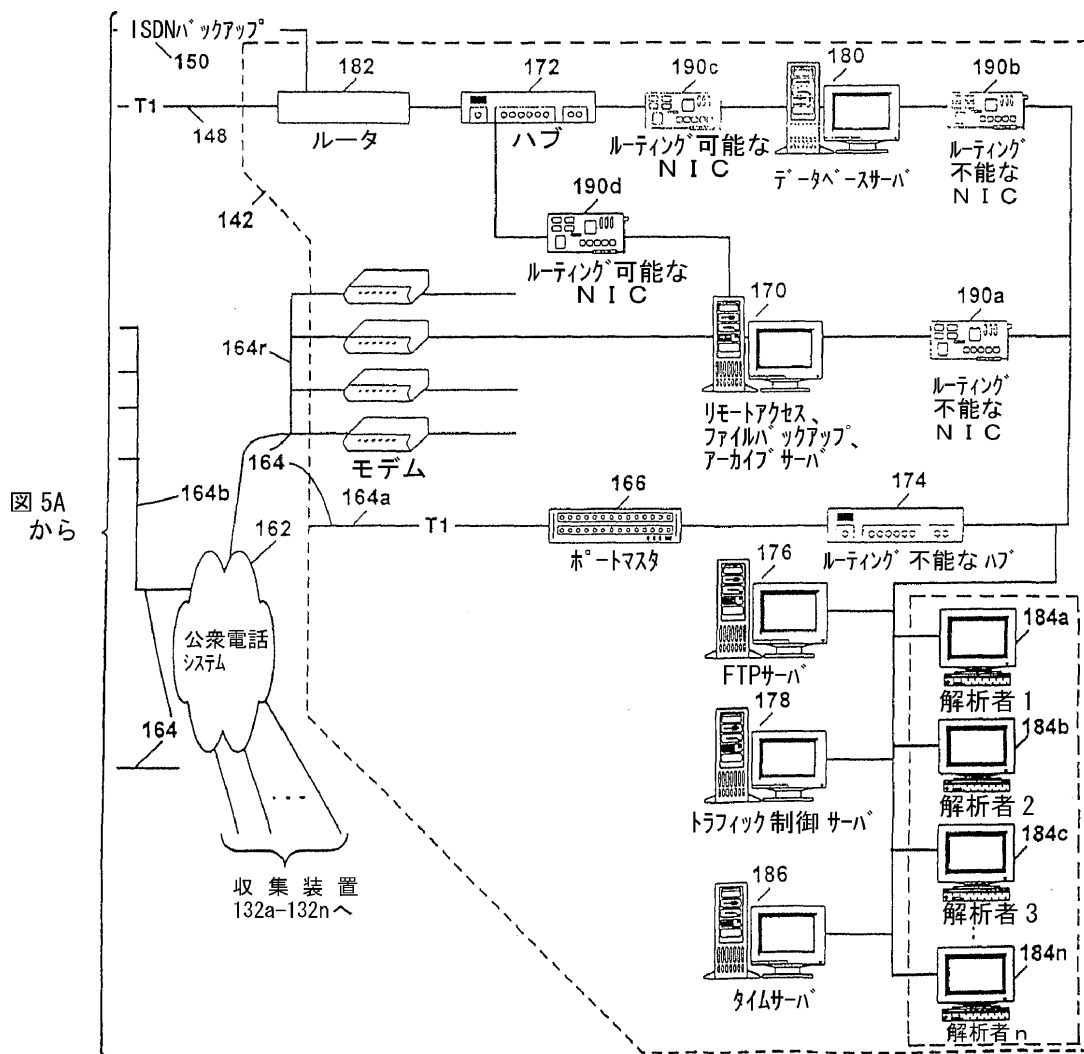 ISDNバックアップ
150
182
172
190c
180
190b
T1
148
ルータ
ハブ
ルーティング可能な
NIC
データベースサーバ
ルーティング
不能な
NIC
142
190d
ルーティング可能な
NIC
170
190a
164r
リモートアクセス、
ファイルバックアップ、
アーカイブサーバ
ルーティング
不能な
NIC
164
モデム
図5A
から
164b
164a
T1
166
174
162
ポートマスタ
ルーティング不能なハブ
公衆電話
システム
176
184a
FTPサーバ
解析者1
164
178
184b
トラフィック制御サーバ
解析者2
184c
...
収集装置
132a-132nへ
186
解析者3
184n
タイムサーバ
解析者n